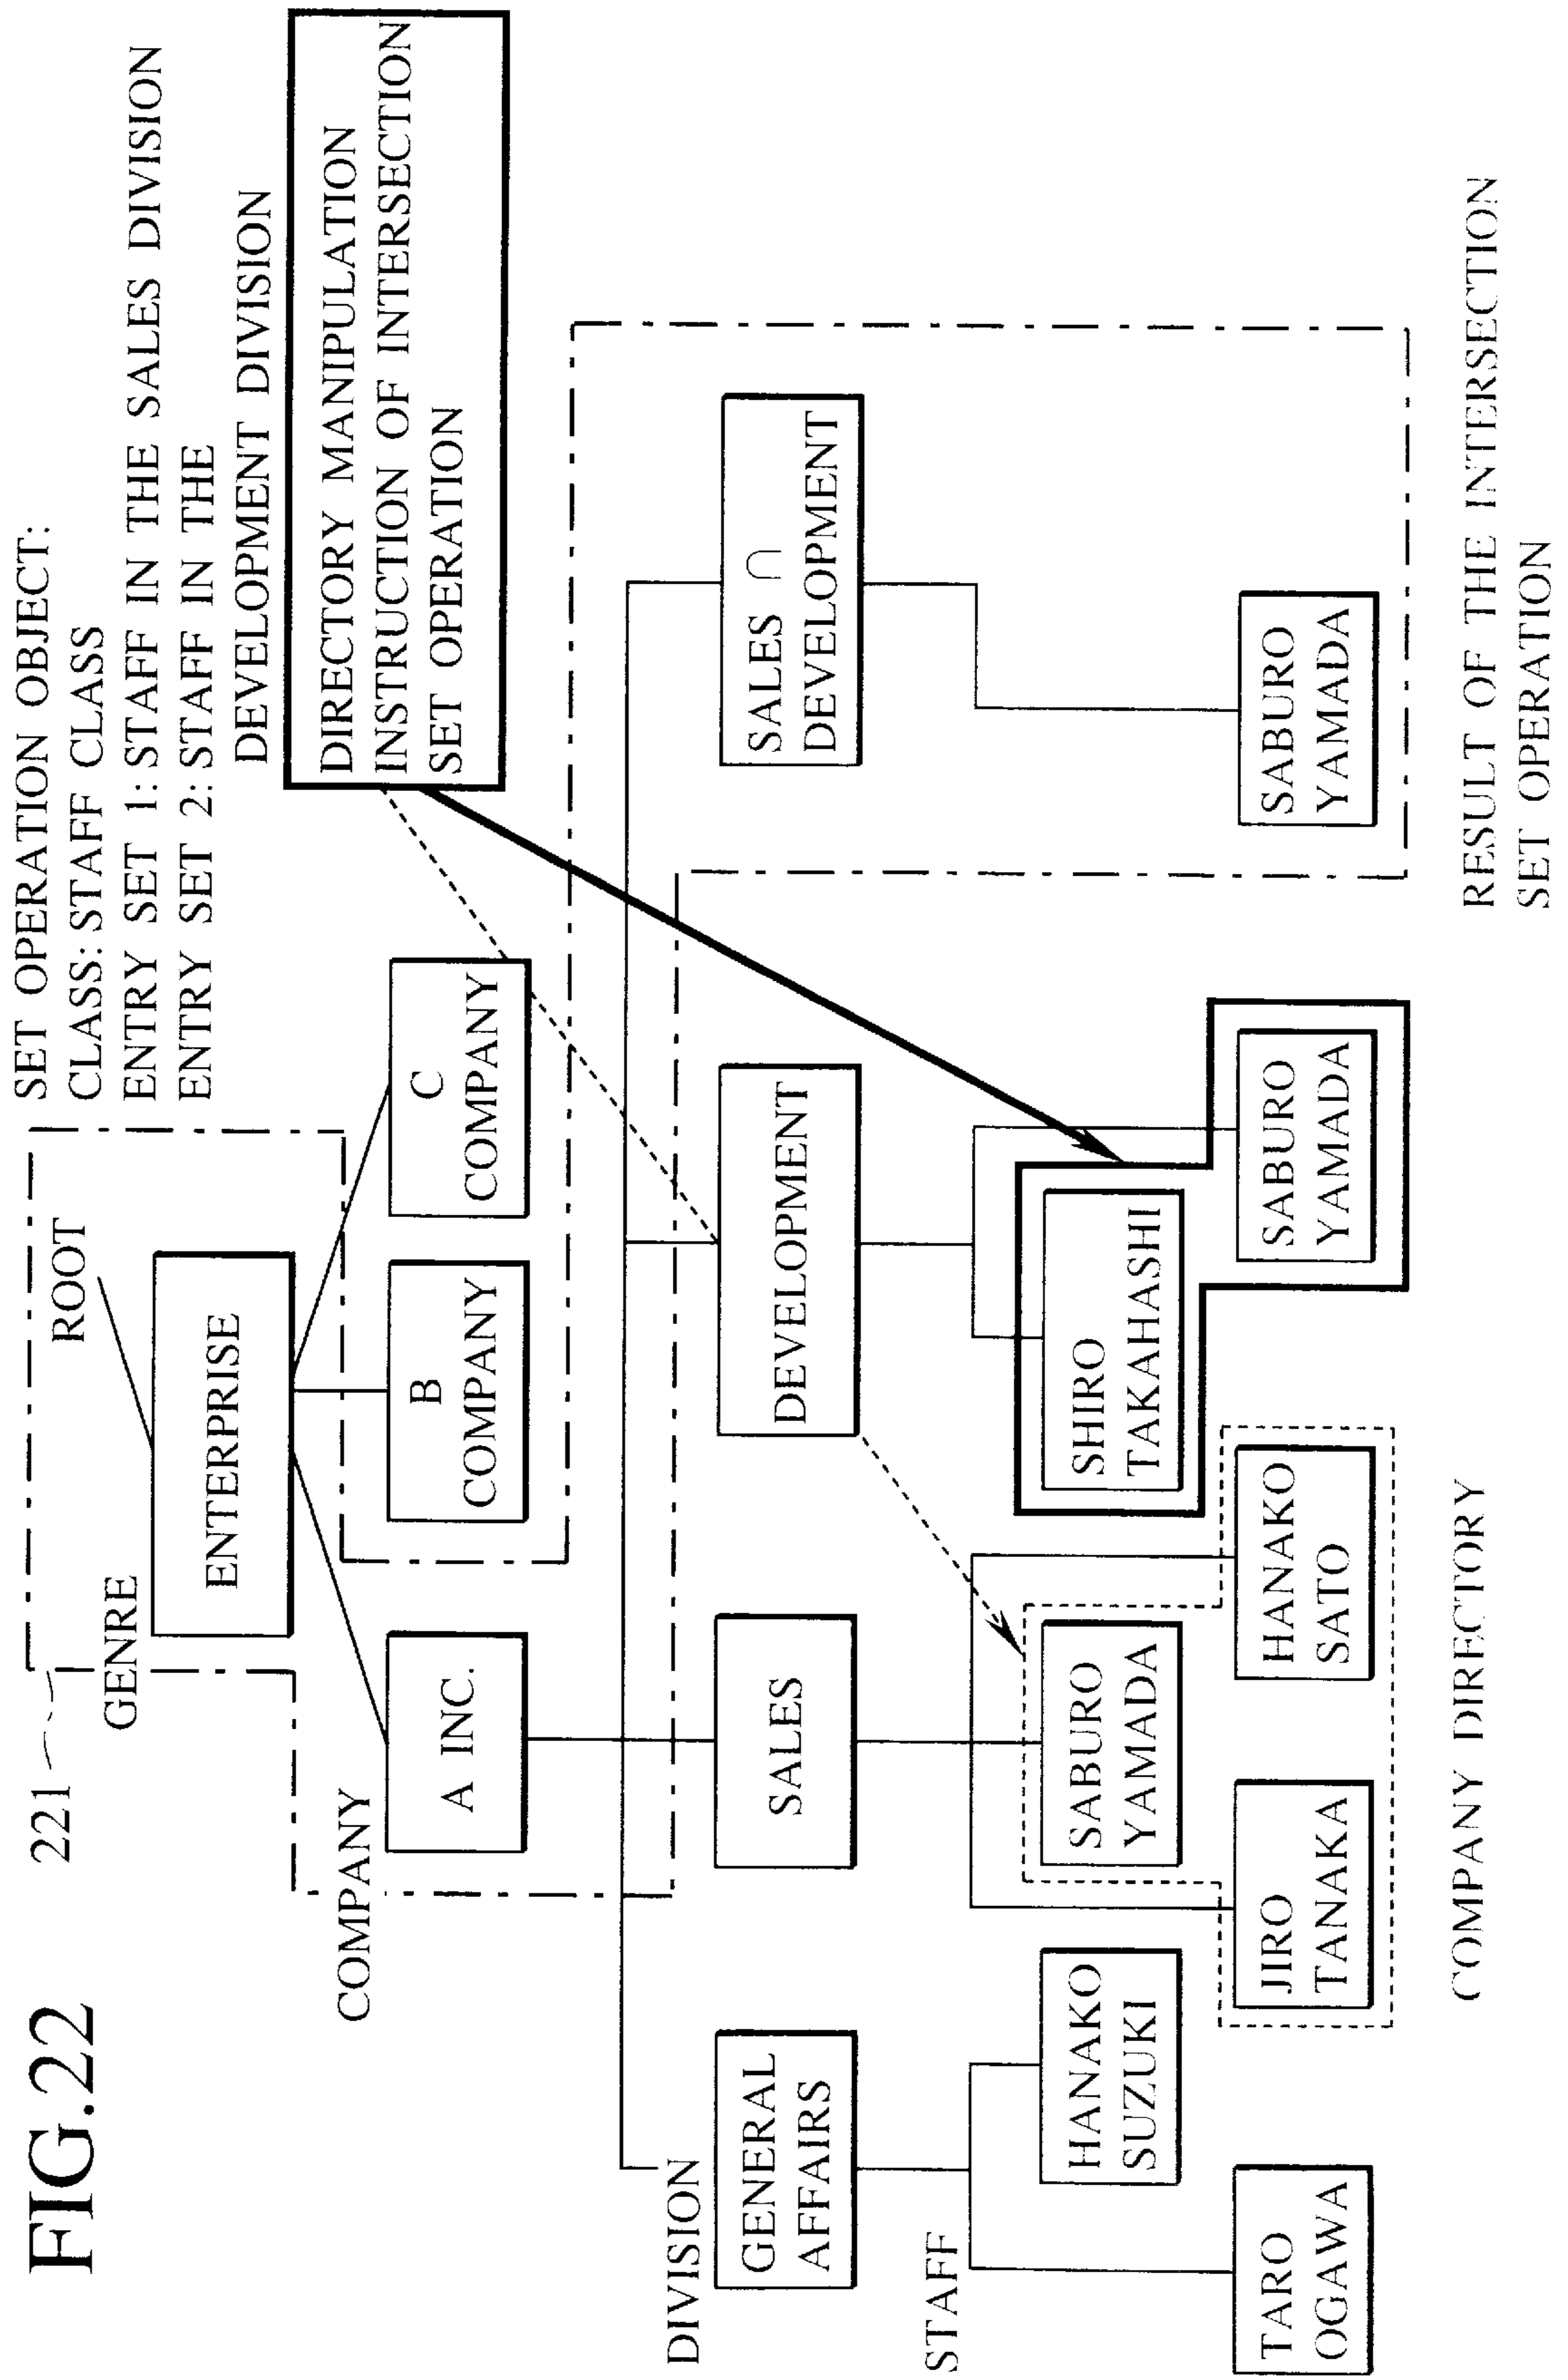 FIG.22
221
SET OPERATION OBJECT:
CLASS: STAFF CLASS
ENTRY SET 1: STAFF IN THE SALES DIVISION
ENTRY SET 2: STAFF IN THE
DEVELOPMENT DIVISION
ROOT
GENRE
ENTERPRISE
DIRECTORY MANIPULATION
INSTRUCTION OF INTERSECTION
SET OPERATION
COMPANY
A INC.
B
COMPANY
C
COMPANY
DIVISION
GENERAL
AFFAIRS
SALES
DEVELOPMENT
SALES ∩
DEVELOPMENT
STAFF
HANAKO
SUZUKI
SABURO
YAMADA
SHIRO
TAKAHASHI
TARO
OGAWA
JIRO
TANAKA
HANAKO
SATO
SABURO
YAMADA
SABURO
YAMADA
COMPANY DIRECTORY
RESULT OF THE INTERSECTION
SET OPERATION